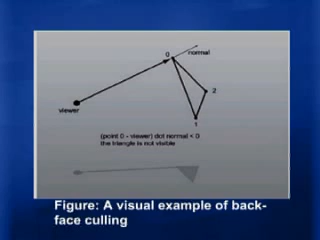 0
normal
2
viewer
1
(point 0 - viewer) dot normal < 0
the triangle is not visible
Figure: A visual example of back-
face culling